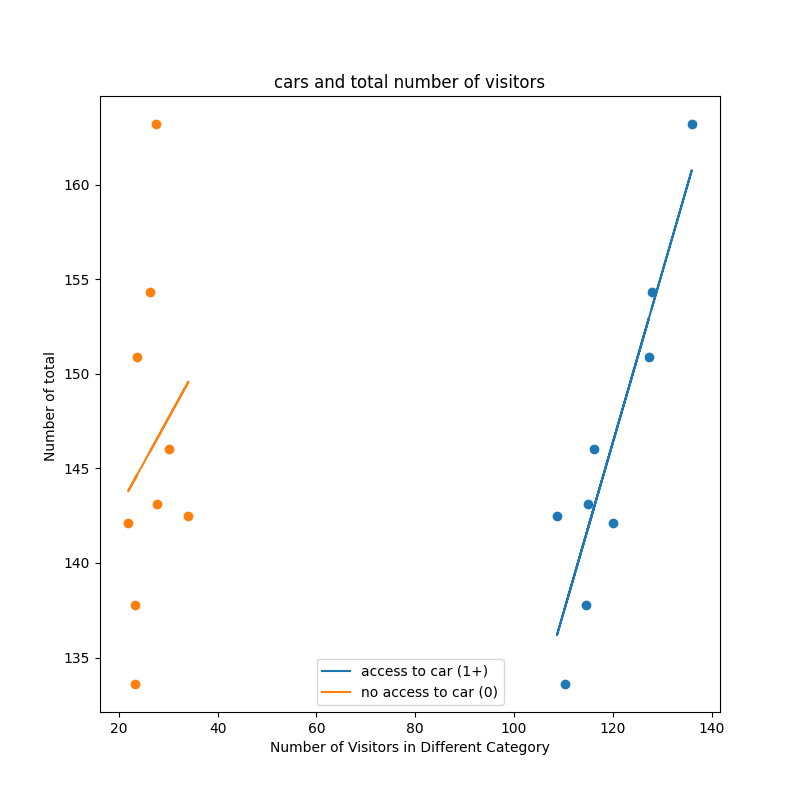 cars and total number of visitors
160
155
150
145
140
135
Number of total
access to car (1+)
no access to car (0)
20 40 60 80 100 120 140
Number of Visitors in Different Category